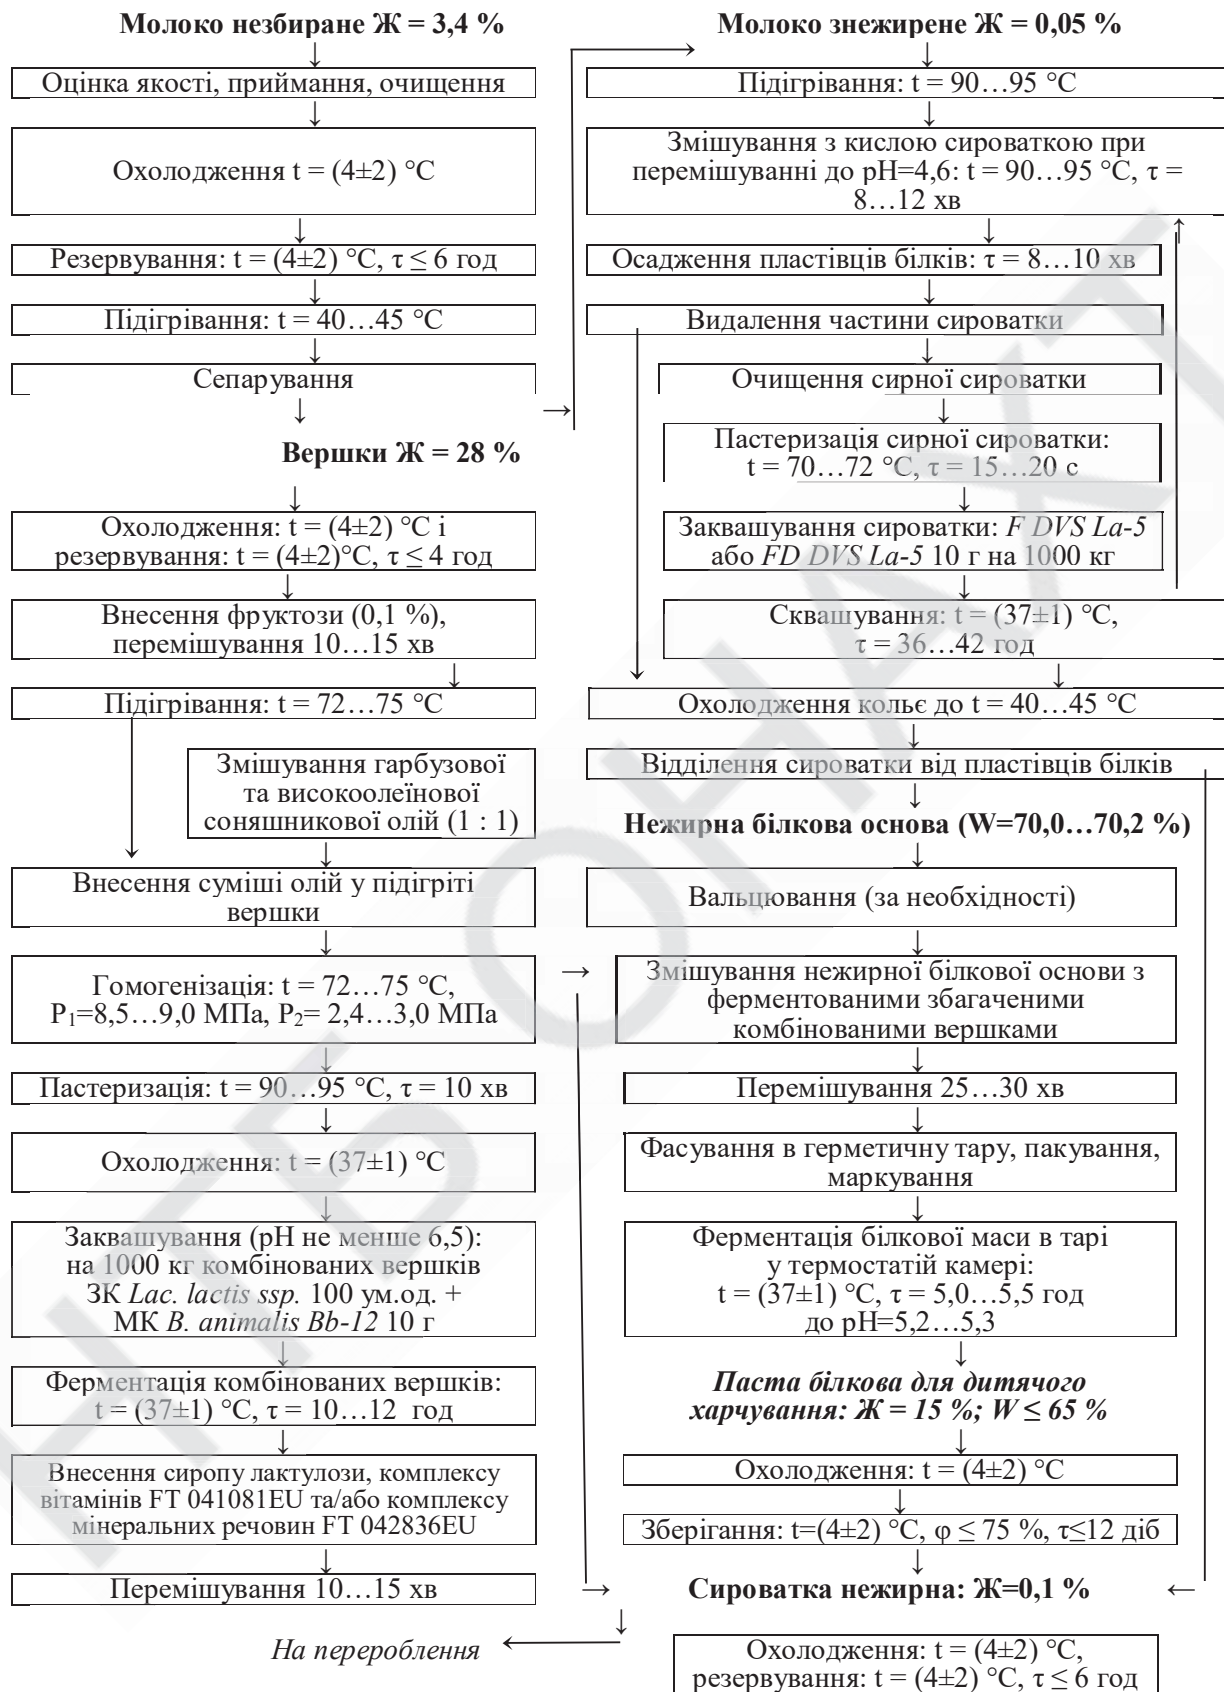 Молоко незбиране Ж = 3,4 %
Оцінка якості, приймання, очищення
Охолодження t = (4±2) °С
Резервування: t = (4±2) °С, τ ≤ 6 год
Підігрівання: t = 40…45 °С
Сепарування
Вершки Ж = 28 %
Охолодження: t = (4±2) °С і
резервування: t = (4±2)°С, τ ≤ 4 год
Внесення фруктози (0,1 %),
перемішування 10…15 хв
Підігрівання: t = 72…75 °С
Змішування гарбузової
та високоолеїнової
соняшникової олій (1 : 1)
Внесення суміші олій у підігріті
вершки
Гомогенізація: t = 72…75 °С,
Р1=8,5…9,0 МПа, Р2= 2,4…3,0 МПа
Пастеризація: t = 90…95 °С, τ = 10 хв
Охолодження: t = (37±1) °С
Заквашування (рН не менше 6,5):
на 1000 кг комбінованих вершків
ЗК Lac. lactis ssp. 100 ум.од. +
МК B. animalis Bb-12 10 г
Ферментація комбінованих вершків:
t = (37±1) °С, τ = 10…12 год
Внесення сиропу лактулози, комплексу
вітамінів FT 041081EU та/або комплексу
мінеральних речовин FT 042836EU
Перемішування 10…15 хв
На перероблення
Молоко знежирене Ж = 0,05 %
Підігрівання: t = 90…95 °С
Змішування з кислою сироваткою при
перемішуванні до рН=4,6: t = 90…95 °С, τ =
8…12 хв
Осадження пластівців білків: τ = 8…10 хв
Видалення частини сироватки
Очищення сирної сироватки
Пастеризація сирної сироватки:
t = 70…72 °С, τ = 15…20 с
Заквашування сироватки: F DVS La-5
або FD DVS La-5 10 г на 1000 кг
Сквашування: t = (37±1) °С,
τ = 36…42 год
Охолодження кольє до t = 40…45 °С
Відділення сироватки від пластівців білків
Нежирна білкова основа (W=70,0…70,2 %)
Вальцювання (за необхідності)
Змішування нежирної білкової основи з
ферментованими збагаченими
комбінованими вершками
Перемішування 25…30 хв
Фасування в герметичну тару, пакування,
маркування
Ферментація білкової маси в тарі
у термостатій камері:
t = (37±1) °С, τ = 5,0…5,5 год
до рН=5,2…5,3
Паста білкова для дитячого
харчування: Ж = 15 %; W ≤ 65 %
Охолодження: t = (4±2) °С
Зберігання: t=(4±2) °С, φ ≤ 75 %, τ≤12 діб
Сироватка нежирна: Ж=0,1 %
Охолодження: t = (4±2) °С,
резервування: t = (4±2) °С, τ ≤ 6 год
НТБ ОНАХТ